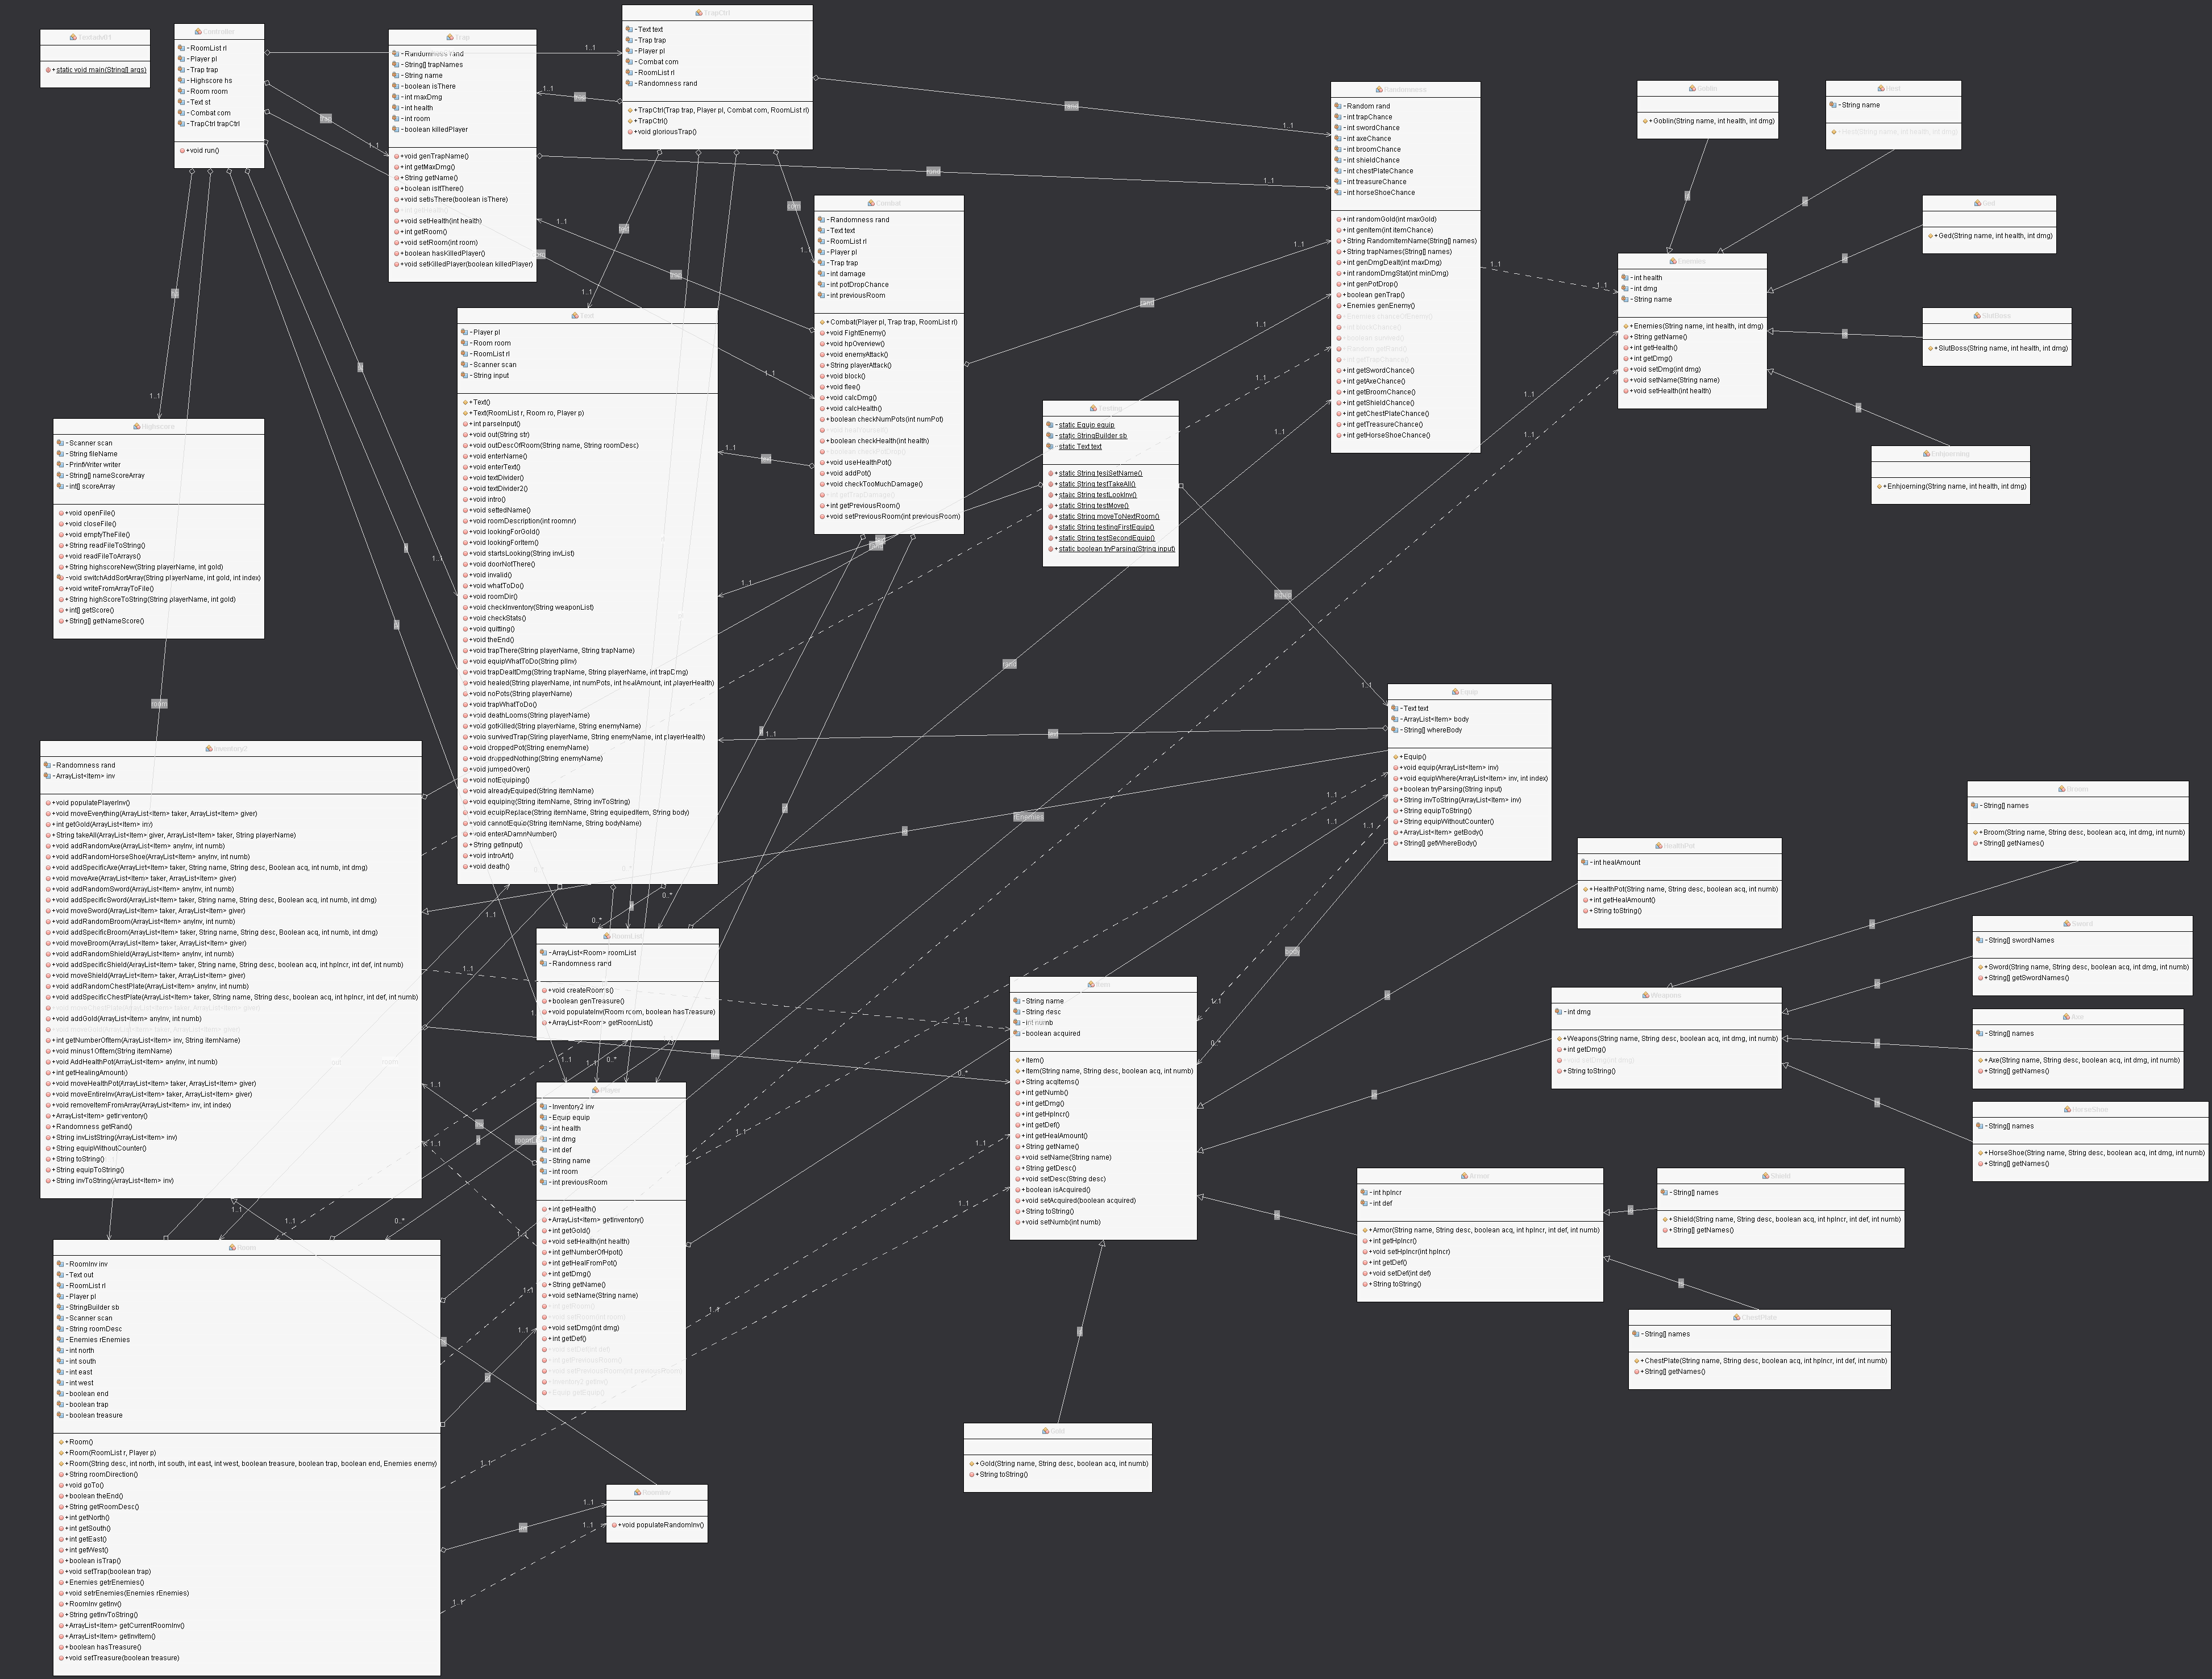 TextadvG1
+static void main(String[] args)
Controller
-RoomList rl
-Player pl
-Trap trap
-Highscore hs
-Room room
-Text st
-Combat com
-TrapCtrl trapCtrl
+void run()
Trap
-Randomness rand
-String[] trapNames
-String name
-boolean isThere
-int maxDmg
-int health
-int room
-boolean killedPlayer
+void genTrapName()
+int getMaxDmg()
+String getName()
+boolean isItThere()
+void setIsThere(boolean isThere)
+void setHealth(int health)
+int getRoom()
+void setRoom(int room)
+boolean hasKilledPlayer()
+void setKilledPlayer(boolean killedPlayer)
TrapCtrl
-Text text
-Trap trap
-Player pl
-Combat com
-RoomList rl
-Randomness rand
+TrapCtrl(Trap trap, Player pl, Combat com, RoomList rl)
+TrapCtrl()
+void gloriousTrap()
Combat
-Randomness rand
-Text text
-RoomList rl
-Player pl
-Trap trap
-int damage
-int potDropChance
-int previousRoom
+Combat(Player pl, Trap trap, RoomList rl)
+void FightEnemy()
+void hpOverview()
+void enemyAttack()
+String playerAttack()
+void block()
+void flee()
+void calcDmg()
+void calcHealth()
+boolean checkNumPots(int numPot)
+boolean checkHealth(int health)
+void useHealthPot()
+void addPot()
+void checkTooMuchDamage()
+int getTrapDamage()
+int getPreviousRoom()
+void setPreviousRoom(int previousRoom)
Randomness
-Random rand
-int trapChance
-int swordChance
-int axeChance
-int broomChance
-int shieldChance
-int chestPlateChance
-int treasureChance
-int horseShoeChance
+int randomGold(int maxGold)
+int genItem(int itemChance)
+String RandomItemName(String[] names)
+String trapNames(String[] names)
+int genDmgDealt(int maxDmg)
+int randomDmgStat(int minDmg)
+int genPotDrop()
+boolean genTrap()
+Enemies genEnemy()
+Enemies chanceOfEnemy()
+int blockChance()
+boolean survived()
+Random getRand()
+int getTrapChance()
+int getSwordChance()
+int getAxeChance()
+int getBroomChance()
+int getShieldChance()
+int getChestPlateChance()
+int getTreasureChance()
+int getHorseShoeChance()
Goblin
+Goblin(String name, int health, int dmg)
-String name
Ged
+Ged(String name, int health, int dmg)
SlutBoss
+SlutBoss(String name, int health, int dmg)
Enhjoerning
+Enhjoerning(String name, int health, int dmg)
Enemies
-int health
-int dmg
-String name
+Enemies(String name, int health, int dmg)
+String getName()
+int getHealth()
+int getDmg()
+void setDmg(int dmg)
+void setName(String name)
+void setHealth(int health)
Text
-Player pl
-Room room
-RoomList rl
-Scanner scan
-String input
+Text()
+Text(RoomList r, Room ro, Player p)
+int parseInput()
+void out(String str)
+void outDescOfRoom(String name, String roomDesc)
+void enterName()
+void enterText()
+void textDivider()
+void textDivider2()
+void intro()
+void settedName()
+void roomDescription(int roomnr)
+void lookingForGold()
+void lookingForItem()
+void startsLooking(String invList)
+void doorNotThere()
+void invalid()
+void whatToDo()
+void roomDir()
+void checkInventory(String weaponList)
+void checkStats()
+void quitting()
+void theEnd()
+void trapThere(String playerName, String trapName)
+void equipWhatToDo(String plInv)
+void trapDealtDmg(String trapName, String playerName, int trapDmg)
+void healed(String playerName, int numPots, int healAmount, int playerHealth)
+void noPots(String playerName)
+void trapWhatToDo()
+void deathLooms(String playerName)
+void gotKilled(String playerName, String enemyName)
+void survivedTrap(String playerName, String enemyName, int playerHealth)
+void droppedPot(String enemyName)
+void droppedNothing(String enemyName)
+void jumpedOver()
+void notEquiping()
+void alreadyEquiped(String itemName)
+void equiping(String itemName, String invToString)
+void equipReplace(String itemName, String equipedItem, String body)
+void cannotEquip(String itemName, String bodyName)
+void enterADamnNumber()
+String getInput()
+void introArt()
+void death()
Testing
-static Equip equip
-static StringBuilder sb
-static Text text
+static String testSetName()
+static String testTakeAll()
+static String testLookInv()
+static String testMove()
+static String moveToNextRoom()
+static String testingFirstEquip()
+static String testSecondEquip()
+static boolean tryParsing(String input)
Highscore
-Scanner scan
-String fileName
-PrintWriter writer
-String[] nameScoreArray
-int[] scoreArray
+void openFile()
+void closeFile()
+void emptyTheFile()
+String readFileToString()
+void readFileToArrays()
+String highscoreNew(String playerName, int gold)
-void switchAddSortArray(String playerName, int gold, int index)
+void writeFromArrayToFile()
+String highScoreToString(String playerName, int gold)
+int[] getScore()
+String[] getNameScore()
Equip
-Text text
-ArrayList<Item> body
-String[] whereBody
+Equip()
+void equip(ArrayList<Item> inv)
+void equipWhere(ArrayList<Item> inv, int index)
+boolean tryParsing(String input)
+String invToString(ArrayList<Item> inv)
+String equipToString()
+String equipWithoutCounter()
+ArrayList<Item> getBody()
+String[] getWhereBody()
Inventory2
-Randomness rand
-ArrayList<Item> inv
+void populatePlayerInv()
+void moveEverything(ArrayList<Item> taker, ArrayList<Item> giver)
+int getGold(ArrayList<Item> inv)
+String takeAll(ArrayList<Item> giver, ArrayList<Item> taker, String playerName)
+void addRandomAxe(ArrayList<Item> anyInv, int numb)
+void addRandomHorseShoe(ArrayList<Item> anyInv, int numb)
+void addSpecificAxe(ArrayList<Item> taker, String name, String desc, Boolean acq, int numb, int dmg)
+void moveAxe(ArrayList<Item> taker, ArrayList<Item> giver)
+void addRandomSword(ArrayList<Item> anyInv, int numb)
+void addSpecificSword(ArrayList<Item> taker, String name, String desc, Boolean acq, int numb, int dmg)
+void moveSword(ArrayList<Item> taker, ArrayList<Item> giver)
+void addRandomBroom(ArrayList<Item> anyInv, int numb)
+void addSpecificBroom(ArrayList<Item> taker, String name, String desc, Boolean acq, int numb, int dmg)
+void moveBroom(ArrayList<Item> taker, ArrayList<Item> giver)
+void addRandomShield(ArrayList<Item> anyInv, int numb)
+void addSpecificShield(ArrayList<Item> taker, String name, String desc, boolean acq, int hpIncr, int def, int numb)
+void moveShield(ArrayList<Item> taker, ArrayList<Item> giver)
+void addRandomChestPlate(ArrayList<Item> anyInv, int numb)
+void addSpecificChestPlate(ArrayList<Item> taker, String name, String desc, boolean acq, int hpIncr, int def, int numb)
+void addGold(ArrayList<Item> anyInv, int numb)
+int getNumberOfItem(ArrayList<Item> inv, String itemName)
+void minus1OfItem(String itemName)
+void AddHealthPot(ArrayList<Item> anyInv, int numb)
+int getHealingAmount()
+void moveHealthPot(ArrayList<Item> taker, ArrayList<Item> giver)
+void moveEntireInv(ArrayList<Item> taker, ArrayList<Item> giver)
+void removeItemFromArray(ArrayList<Item> inv, int index)
+ArrayList<Item> getInventory()
+Randomness getRand()
+String invListString(ArrayList<Item> inv)
+String equipWithoutCounter()
+String toString()
+String equipToString()
+String invToString(ArrayList<Item> inv)
RoomList
-ArrayList<Room> roomList
-Randomness rand
+void createRooms()
+boolean genTreasure()
+void populateInv(Room room, boolean hasTreasure)
+ArrayList<Room> getRoomList()
Player
-Inventory2 inv
-Equip equip
-int health
-int dmg
-int def
-String name
-int room
-int previousRoom
+int getHealth()
+ArrayList<Item> getInventory()
+int getGold()
+void setHealth(int health)
+int getNumberOfHpot()
+int getHealFromPot()
+int getDmg()
+String getName()
+void setName(String name)
+int getRoom()
+void setRoom(int room)
+void setDmg(int dmg)
+int getDef()
+void setDef(int def)
+int getPreviousRoom()
+void setPreviousRoom(int previousRoom)
+Inventory2 getInv()
+Equip getEquip()
Item
-String name
-String desc
-int numb
-boolean acquired
+Item()
+Item(String name, String desc, boolean acq, int numb)
+String acqItems()
+int getNumb()
+int getDmg()
+int getHpIncr()
+int getDef()
+int getHealAmount()
+String getName()
+void setName(String name)
+String getDesc()
+void setDesc(String desc)
+boolean isAcquired()
+void setAcquired(boolean acquired)
+String toString()
+void setNumb(int numb)
HealthPot
-int healAmount
+HealthPot(String name, String desc, boolean acq, int numb)
+int getHealAmount()
+String toString()
-String[] names
+Broom(String name, String desc, boolean acq, int dmg, int numb)
+String[] getNames()
Sword
-String[] swordNames
+Sword(String name, String desc, boolean acq, int dmg, int numb)
+String[] getSwordNames()
Weapons
-int dmg
+Weapons(String name, String desc, boolean acq, int dmg, int numb)
+int getDmg()
+void setDmg(int dmg)
+String toString()
Axe
-String[] names
+Axe(String name, String desc, boolean acq, int dmg, int numb)
+String[] getNames()
HorseShoe
-String[] names
+HorseShoe(String name, String desc, boolean acq, int dmg, int numb)
+String[] getNames()
Armor
-int hpIncr
-int def
+Armor(String name, String desc, boolean acq, int hpIncr, int def, int numb)
+int getHpIncr()
+void setHpIncr(int hpIncr)
+int getDef()
+void setDef(int def)
+String toString()
Shield
-String[] names
+Shield(String name, String desc, boolean acq, int hpIncr, int def, int numb)
+String[] getNames()
ChestPlate
-String[] names
+ChestPlate(String name, String desc, boolean acq, int hpIncr, int def, int numb)
+String[] getNames()
Gold
+Gold(String name, String desc, boolean acq, int numb)
+String toString()
Room
-RoomInv inv
-Text out
-RoomList rl
-Player pl
-StringBuilder sb
-Scanner scan
-String roomDesc
-Enemies rEnemies
-int north
-int south
-int east
-int west
-boolean end
-boolean trap
-boolean treasure
+Room()
+Room(RoomList r, Player p)
+Room(String desc, int north, int south, int east, int west, boolean treasure, boolean trap, boolean end, Enemies enemy)
+String roomDirection()
+void goTo()
+boolean theEnd()
+String getRoomDesc()
+int getNorth()
+int getSouth()
+int getEast()
+int getWest()
+boolean isTrap()
+void setTrap(boolean trap)
+Enemies getrEnemies()
+void setrEnemies(Enemies rEnemies)
+RoomInv getInv()
+String getInvToString()
+ArrayList<Item> getCurrentRoomInv()
+ArrayList<Item> getInvItem()
+boolean hasTreasure()
+void setTreasure(boolean treasure)
RoomInv
+void populateRandomInv()